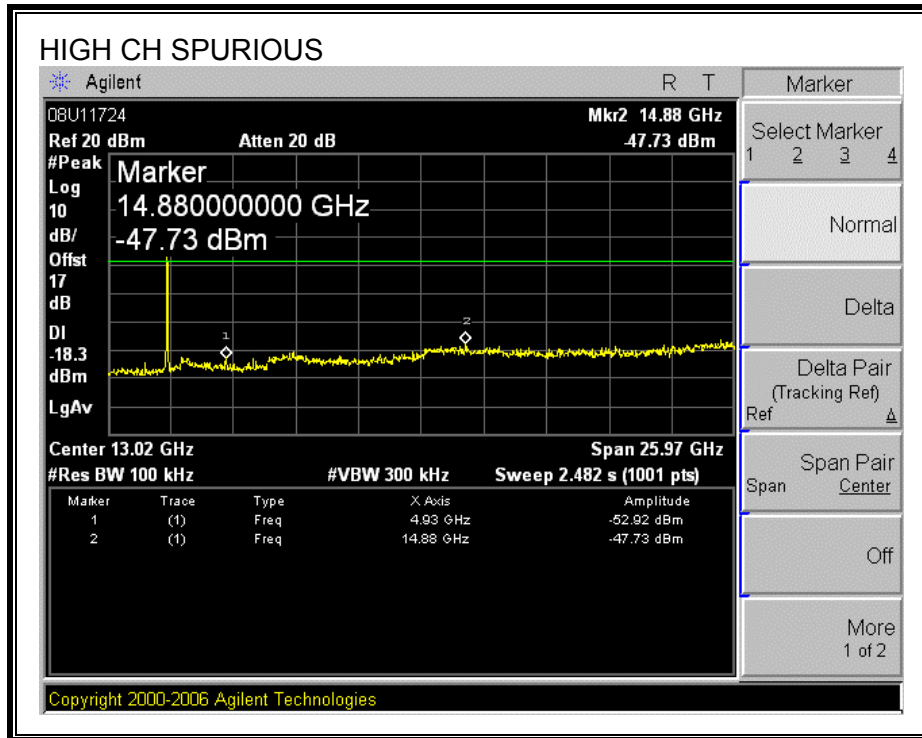 HIGH CH SPURIOUS
Agilent R T
08U11724 Mkr2 14.88 GHz
Ref 20 dBm Atten 20 dB -47.73 dBm
#Peak
Log
10
dB/
Offst
17
dB
DI
-18.3
dBm
LgAv
Marker
14.880000000 GHz
-47.73 dBm
1
2
Center 13.02 GHz Span 25.97 GHz
#Res BW 100 kHz #VBW 300 kHz Sweep 2.482 s (1001 pts)
Marker Trace Type X Axis Amplitude
1 (1) Freq 4.93 GHz -52.92 dBm
2 (1) Freq 14.88 GHz -47.73 dBm
Copyright 2000-2006 Agilent Technologies
Marker
Select Marker
1 2 3 4
Normal
Delta
Delta Pair
(Tracking Ref)
Ref Δ
Span Pair
Span Center
Off
More
1 of 2